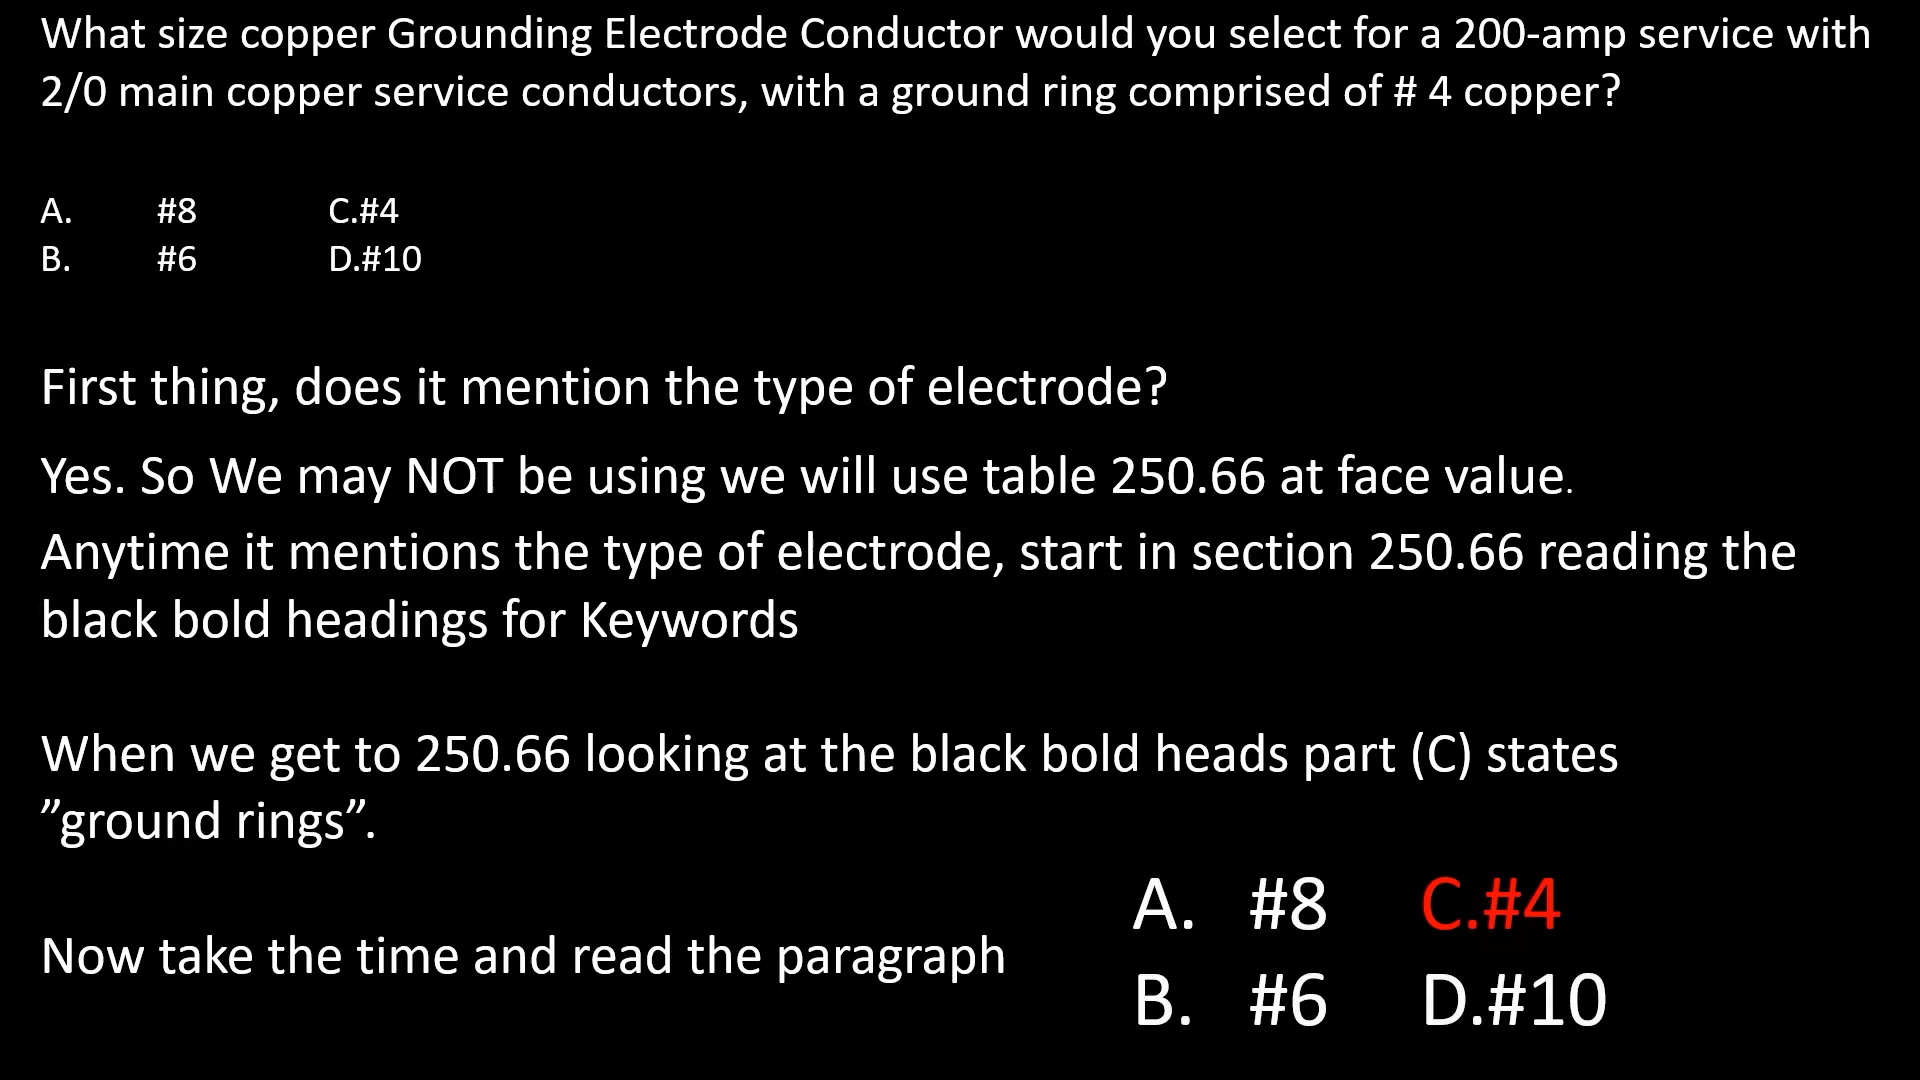 What size copper Grounding Electrode Conductor would you select for a 200-amp service with
2/0 main copper service conductors, with a ground ring comprised of # 4 copper?
A. #8 C.#4
B. #6 D.#10
First thing, does it mention the type of electrode?
Yes. So We may NOT be using we will use table 250.66 at face value.
Anytime it mentions the type of electrode, start in section 250.66 reading the
black bold headings for Keywords
When we get to 250.66 looking at the black bold heads part (C) states
”ground rings”.
Now take the time and read the paragraph
A. #8 C.#4
B. #6 D.#10